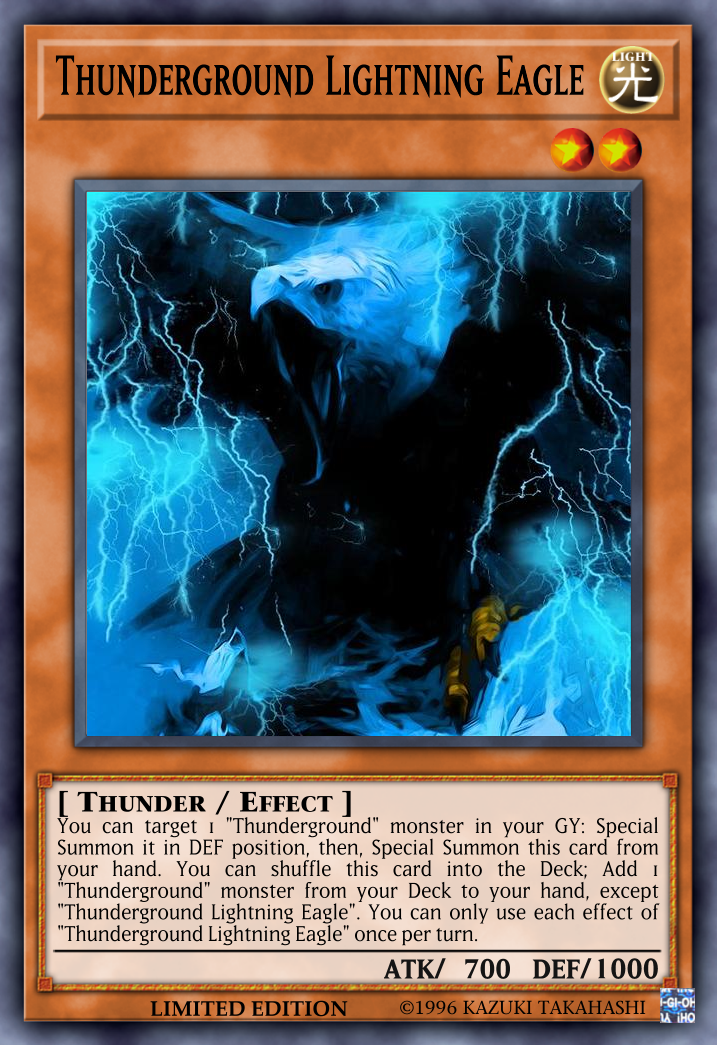 Thunderground Lightning Eagle
LIGHT
光
[ Thunder / Effect ]
You can target 1 "Thunderground" monster in your GY: Special
Summon it in DEF position, then, Special Summon this card from
your hand. You can shuffle this card into the Deck; Add 1
"Thunderground" monster from your Deck to your hand, except
"Thunderground Lightning Eagle". You can only use each effect of
"Thunderground Lightning Eagle" once per turn.
ATK/ 700 DEF/1000
LIMITED EDITION ©1996 KAZUKI TAKAHASHI